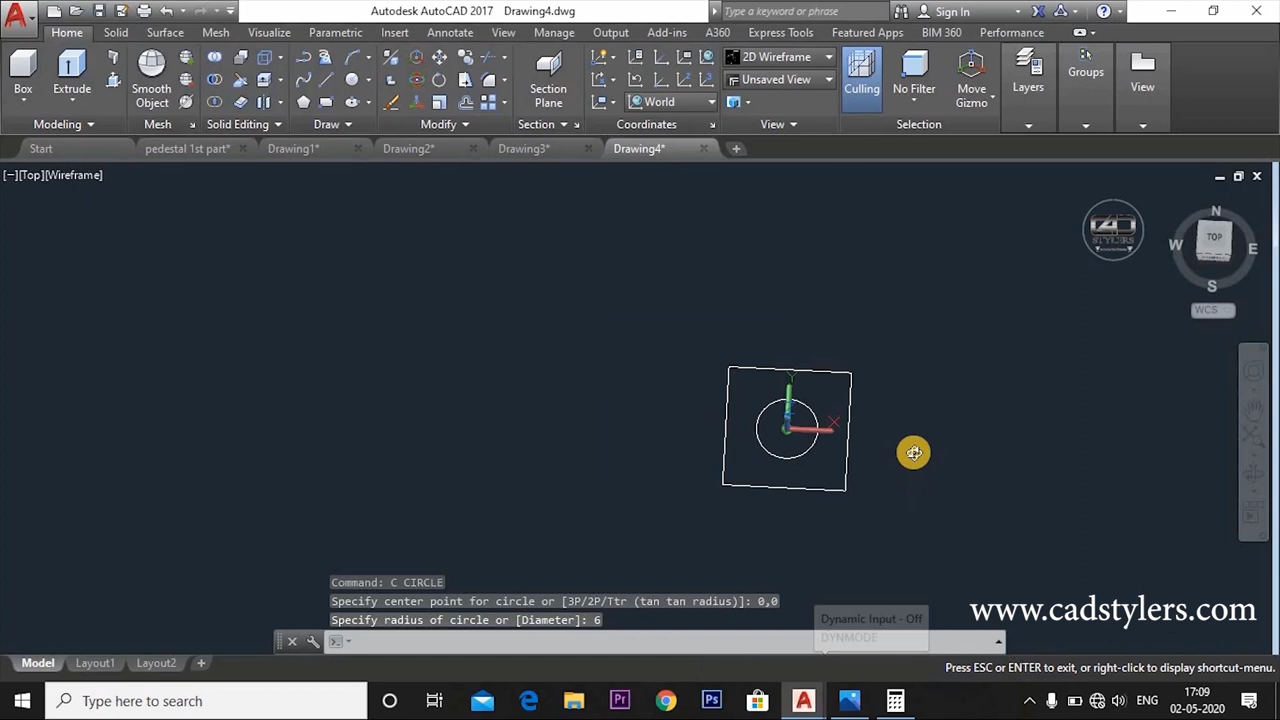 Autodesk AutoCAD 2017 Drawing4.dwg
Type a keyword or phrase
Sign In
Home Solid Surface Mesh Visualize Parametric Insert Annotate View Manage Output Add-ins A360 Express Tools Featured Apps BIM 360 Performance
Box
Extrude
Smooth
Object
Section
Plane
World
2D Wireframe
Unsaved View
Culling
No Filter
Move
Gizmo
Layers
Groups
View
Modeling Mesh Solid Editing Draw Modify Section Coordinates View Selection
Start pedestal 1st part* Drawing1* Drawing2* Drawing3* Drawing4*
[−][Top][Wireframe]
STYLERS
N
W TOP E
S
WCS
Y
X
Command: C CIRCLE
Specify center point for circle or [3P/2P/Ttr (tan tan radius)]: 0,0
Specify radius of circle or [Diameter]: 6
Dynamic Input - Off
DYNMODE
www.cadstylers.com
Model Layout1 Layout2 +
Press ESC or ENTER to exit, or right-click to display shortcut-menu.
Type here to search
ENG
17:09
02-05-2020